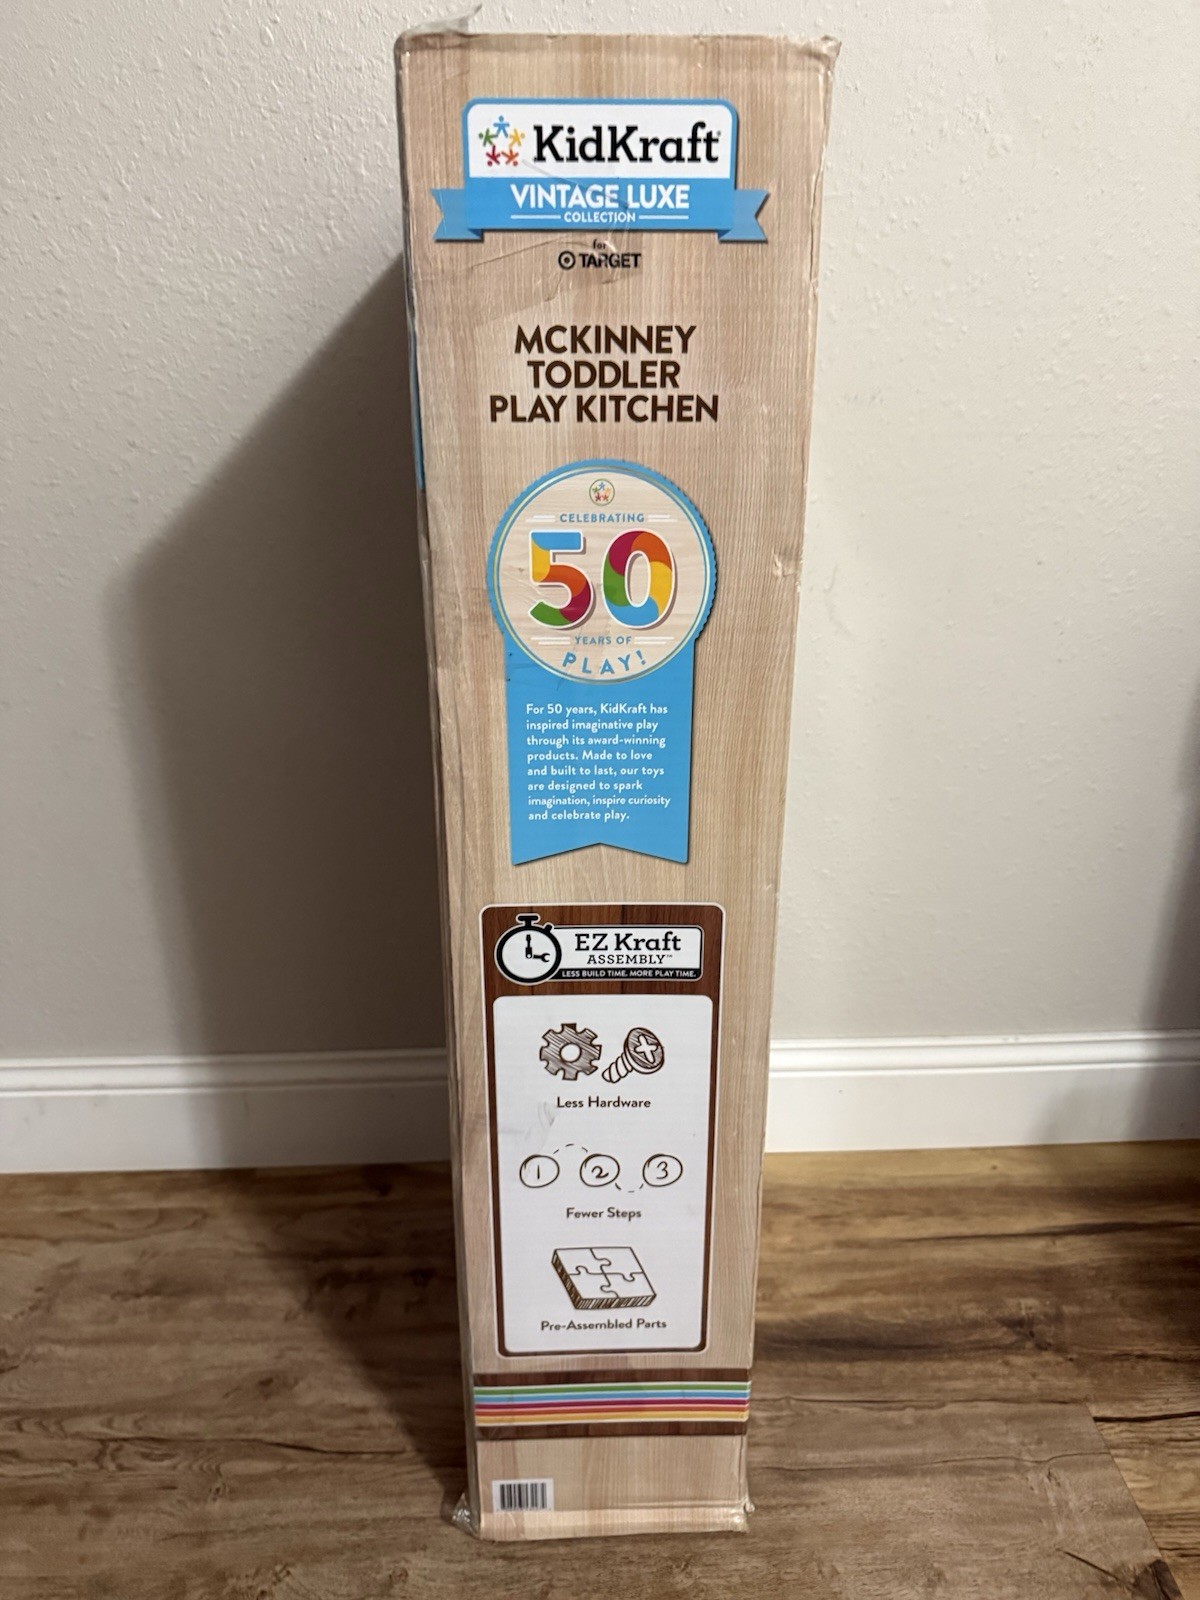 KidKraft
VINTAGE LUXE
COLLECTION
for
TARGET
MCKINNEY
TODDLER
PLAY KITCHEN
CELEBRATING
50
YEARS OF
PLAY!
For 50 years, KidKraft has
inspired imaginative play
through its award-winning
products. Made to love
and built to last, our toys
are designed to spark
imagination, inspire curiosity
and celebrate play.
EZ Kraft
ASSEMBLY™
LESS BUILD TIME. MORE PLAY TIME.
Less Hardware
1 2 3
Fewer Steps
Pre-Assembled Parts